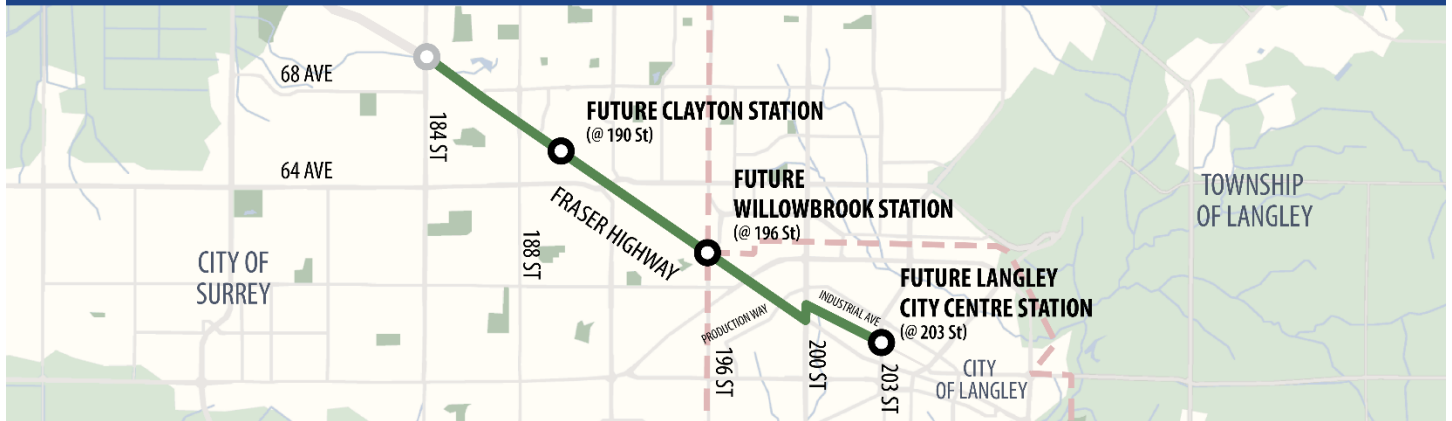 68 AVE
184 ST
FUTURE CLAYTON STATION
(@ 190 St)
64 AVE
FUTURE
WILLOWBROOK STATION
(@ 196 St)
TOWNSHIP
OF LANGLEY
FRASER HIGHWAY
188 ST
CITY OF
SURREY
FUTURE LANGLEY
CITY CENTRE STATION
(@ 203 St)
INDUSTRIAL AVE
PRODUCTION WAY
196 ST
200 ST
203 ST
CITY
OF LANGLEY